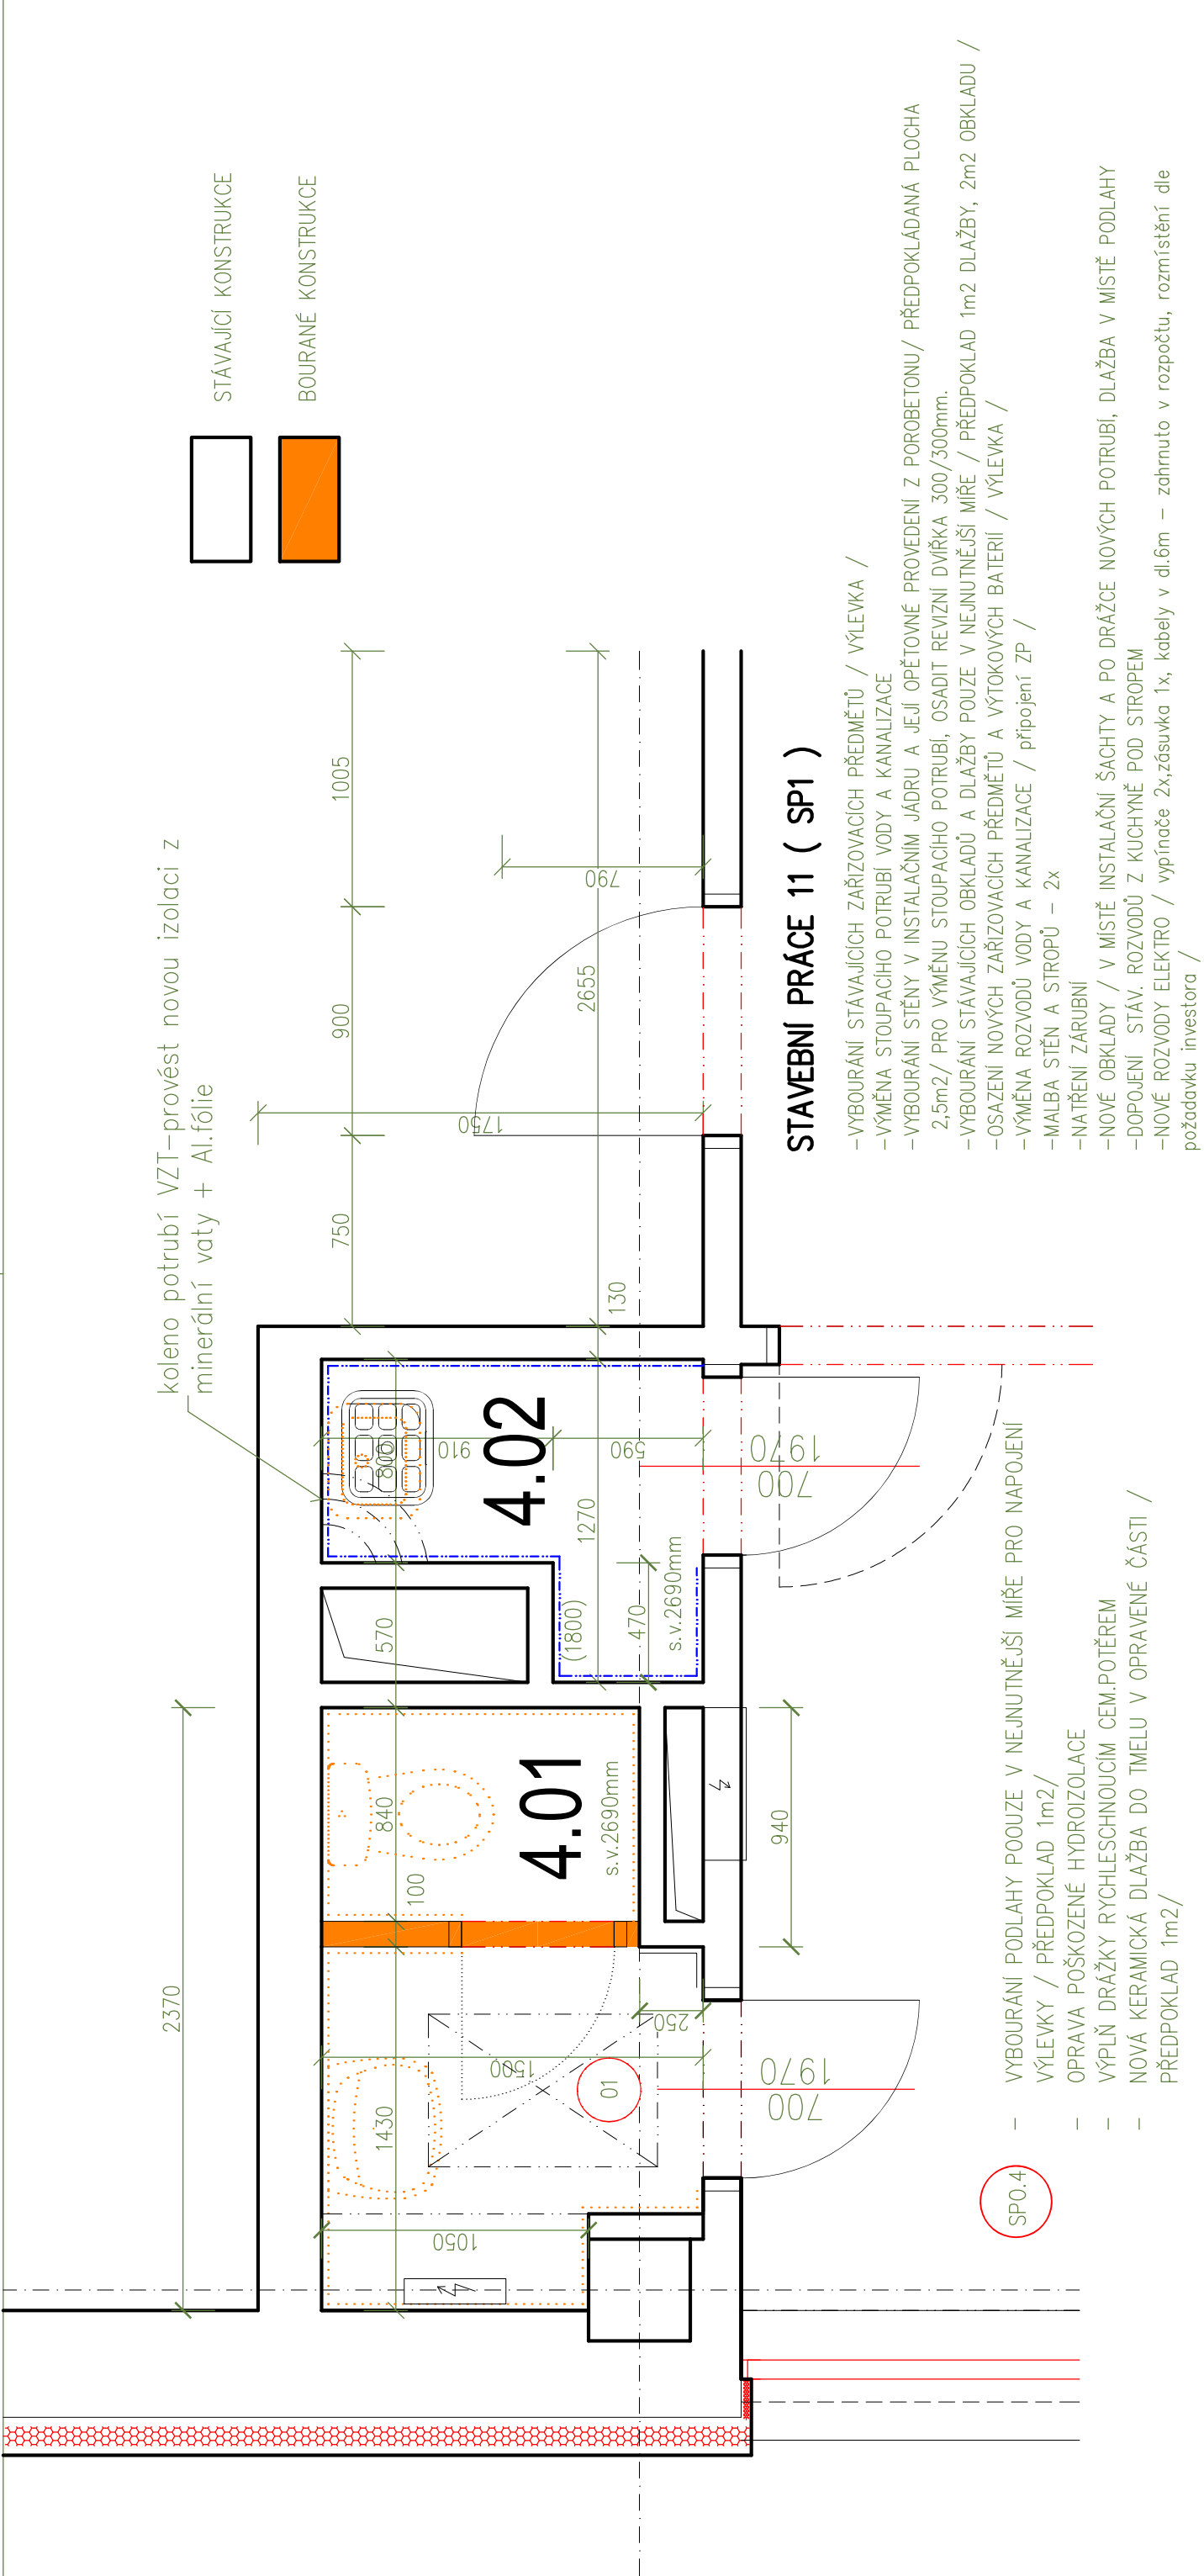 koleno potrubí VZT-provést novou izolaci z
minerální vaty + Al.fólie
STÁVAJÍCÍ KONSTRUKCE
BOURANÉ KONSTRUKCE
2370
750
900
1005
1750
790
2655
130
1430
100
840
570
800
910
590
1270
470
(1800)
s.v.2690mm
4.02
4.01
s.v.2690mm
1050
1500
250
01
940
700
1970
700
1970
STAVEBNÍ PRÁCE 11 ( SP1 )
-VYBOURÁNÍ STÁVAJÍCÍCH ZAŘIZOVACÍCH PŘEDMĚTŮ / VÝLEVKA /
-VÝMĚNA STOUPACÍHO POTRUBÍ VODY A KANALIZACE
-VYBOURÁNÍ STĚNY V INSTALAČNÍM JÁDRU A JEJÍ OPĚTOVNÉ PROVEDENÍ Z POROBETONU/ PŘEDPOKLÁDANÁ PLOCHA
2,5m2/ PRO VÝMĚNU STOUPACÍHO POTRUBÍ, OSADIT REVIZNÍ DVÍŘKA 300/300mm.
-VYBOURÁNÍ STÁVAJÍCÍCH OBKLADŮ A DLAŽBY POUZE V NEJNUTNĚJŠÍ MÍŘE / PŘEDPOKLAD 1m2 DLAŽBY, 2m2 OBKLADU /
-OSAZENÍ NOVÝCH ZAŘIZOVACÍCH PŘEDMĚTŮ A VÝTOKOVÝCH BATERIÍ / VÝLEVKA /
-VÝMĚNA ROZVODŮ VODY A KANALIZACE / připojení ZP /
-MALBA STĚN A STROPŮ - 2x
-NATŘENÍ ZÁRUBNÍ
-NOVÉ OBKLADY / V MÍSTĚ INSTALAČNÍ ŠACHTY A PO DRÁŽCE NOVÝCH POTRUBÍ, DLAŽBA V MÍSTĚ PODLAHY
-DOPOJENÍ STÁV. ROZVODŮ Z KUCHYNĚ POD STROPEM
-NOVÉ ROZVODY ELEKTRO / vypínače 2x,zásuvka 1x, kabely v dl.6m - zahrnuto v rozpočtu, rozmístění dle
požadavku investora /
SPO.4
- VYBOURÁNÍ PODLAHY POOUZE V NEJNUTNĚJŠÍ MÍŘE PRO NAPOJENÍ
VÝLEVKY / PŘEDPOKLAD 1m2/
- OPRAVA POŠKOZENÉ HYDROIZOLACE
- VÝPLŇ DRÁŽKY RYCHLESCHNOUCÍM CEM.POTĚREM
- NOVÁ KERAMICKÁ DLAŽBA DO TMELU V OPRAVENÉ ČÁSTI /
PŘEDPOKLAD 1m2/